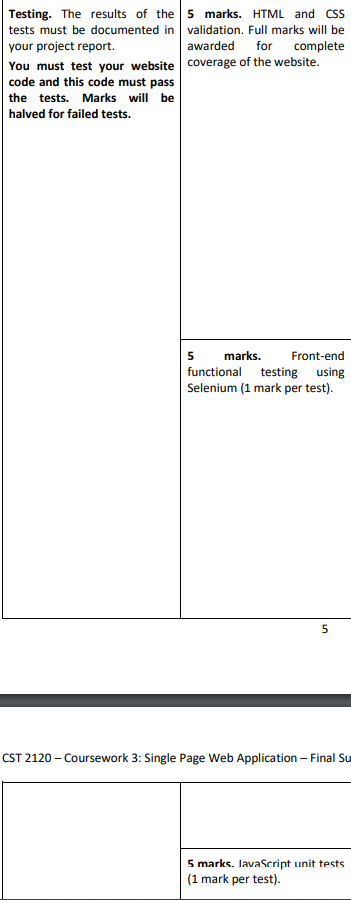 Testing. The results of the
tests must be documented in
your project report.
You must test your website
code and this code must pass
the tests. Marks will be
halved for failed tests.
5 marks. HTML and CSS
validation. Full marks will be
awarded for complete
coverage of the website.
5 marks. Front-end
functional testing using
Selenium (1 mark per test).
5
CST 2120 – Coursework 3: Single Page Web Application – Final Su
5 marks. JavaScript unit tests
(1 mark per test).